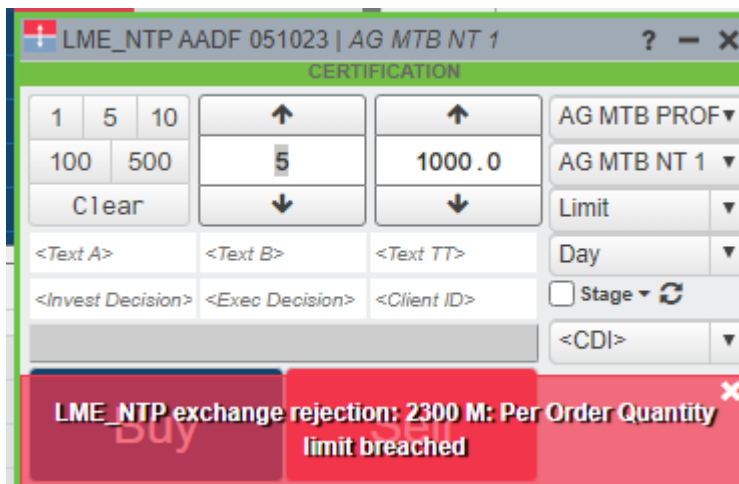 LME_NTP AADF 051023 | AG MTB NT 1 ? – ×
CERTIFICATION
1 5 10
100 500
Clear
5
1000.0
AG MTB PROF
AG MTB NT 1
Limit
Day
Stage
<CDI>
<Text A> <Text B> <Text TT>
<Invest Decision> <Exec Decision> <Client ID>
Buy Sell
LME_NTP exchange rejection: 2300 M: Per Order Quantity
limit breached